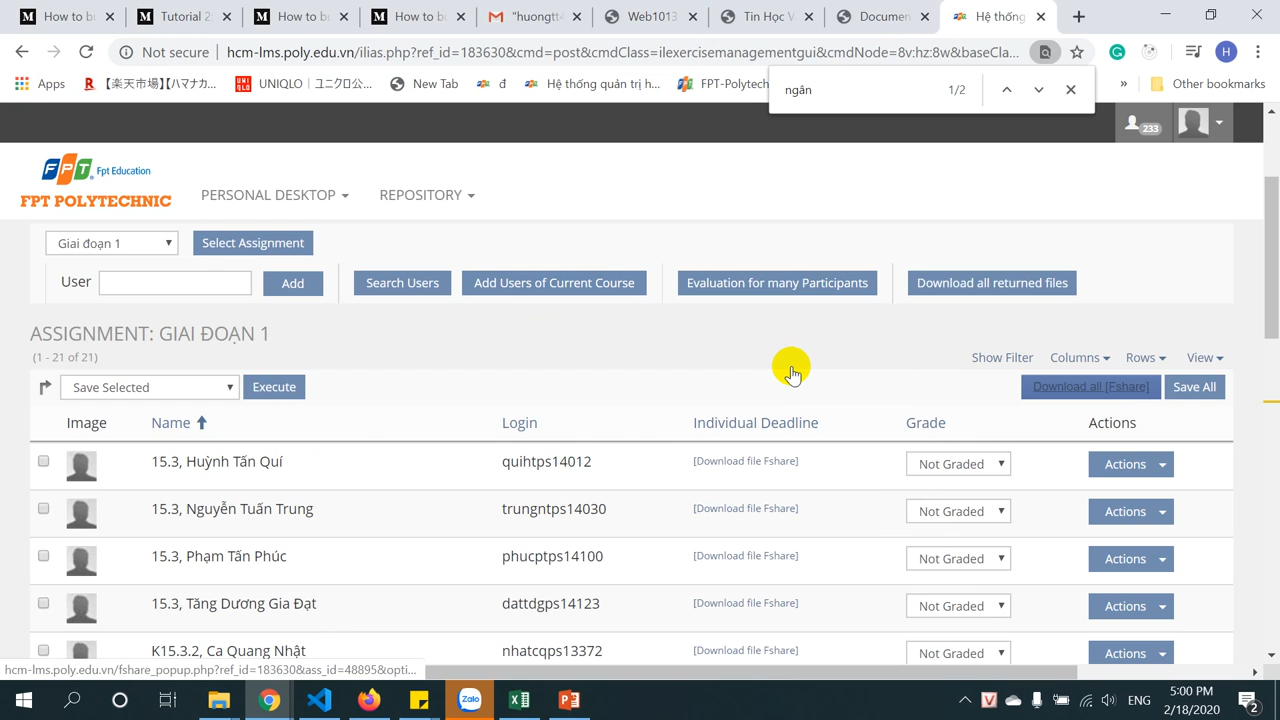 How to bu
Tutorial 2
How to bu
How to bu
"huongtt4
Web1013
Tin Học V
Documen
Hệ thống
Not secure
hcm-lms.poly.edu.vn/ilias.php?ref_id=183630&cmd=post&cmdClass=ilexercisemanagementgui&cmdNode=8v:hz:8w&baseCla...
H
Apps
【楽天市場】【ハマナカ...
UNIQLO｜ユニクロ公...
New Tab
đ
Hệ thống quản trị h...
FPT-Polytech
»
Other bookmarks
ngân
1/2
233
FPT
Fpt Education
FPT POLYTECHNIC
PERSONAL DESKTOP
REPOSITORY
Giai đoạn 1
Select Assignment
User
Add
Search Users
Add Users of Current Course
Evaluation for many Participants
Download all returned files
ASSIGNMENT: GIAI ĐOẠN 1
(1 - 21 of 21)
Show Filter
Columns
Rows
View
Save Selected
Execute
Download all [Fshare]
Save All
Image
Name
Login
Individual Deadline
Grade
Actions
15.3, Huỳnh Tấn Quí
quihtps14012
[Download file Fshare]
Not Graded
Actions
15.3, Nguyễn Tuấn Trung
trungntps14030
[Download file Fshare]
Not Graded
Actions
15.3, Phạm Tấn Phúc
phucptps14100
[Download file Fshare]
Not Graded
Actions
15.3, Tăng Dương Gia Đạt
dattdgps14123
[Download file Fshare]
Not Graded
Actions
K15.3.2, Ca Quang Nhật
nhatcqps13372
[Download file Fshare]
Not Graded
Actions
hcm-lms.poly.edu.vn/fshare_popup.php?ref_id=183630&ass_id=48895&opti...
Zalo
ENG
5:00 PM
2/18/2020
2